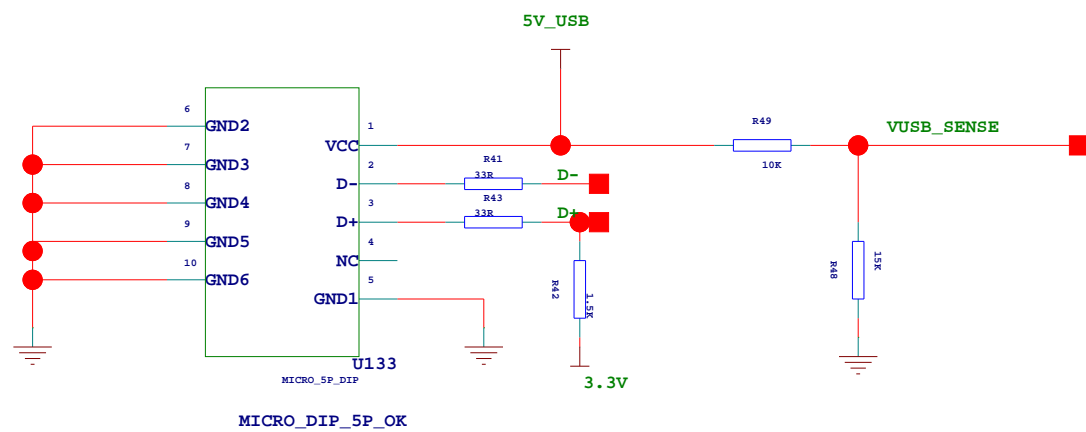 5V_USB
6
GND2
1
VCC
R49
10K
VUSB_SENSE
7
GND3
2
D-
R41
33R
D-
8
GND4
3
D+
R43
33R
D+
9
GND5
4
NC
10
GND6
5
GND1
R42
1.5K
R48
15K
U133
MICRO_5P_DIP
3.3V
MICRO_DIP_5P_OK